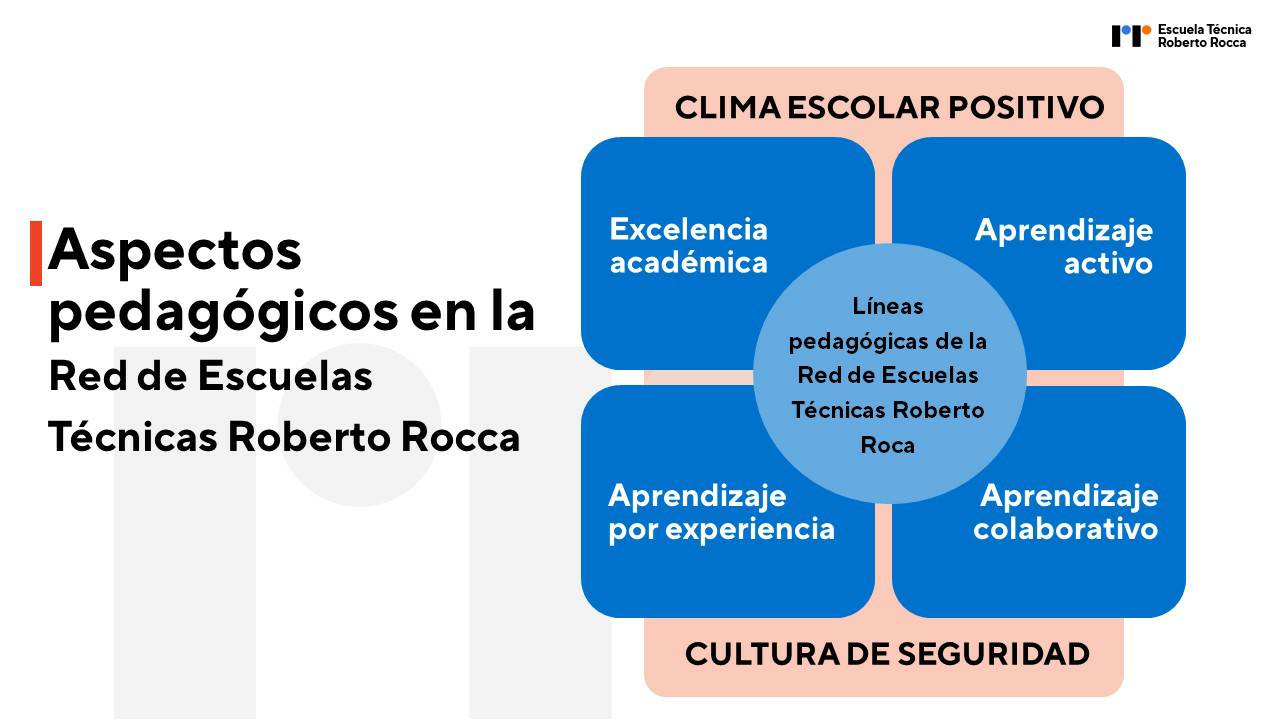 Escuela Técnica
Roberto Rocca
Aspectos
pedagógicos en la
Red de Escuelas
Técnicas Roberto Rocca
CLIMA ESCOLAR POSITIVO
Excelencia
académica
Aprendizaje
activo
Líneas
pedagógicas de la
Red de Escuelas
Técnicas Roberto
Roca
Aprendizaje
por experiencia
Aprendizaje
colaborativo
CULTURA DE SEGURIDAD